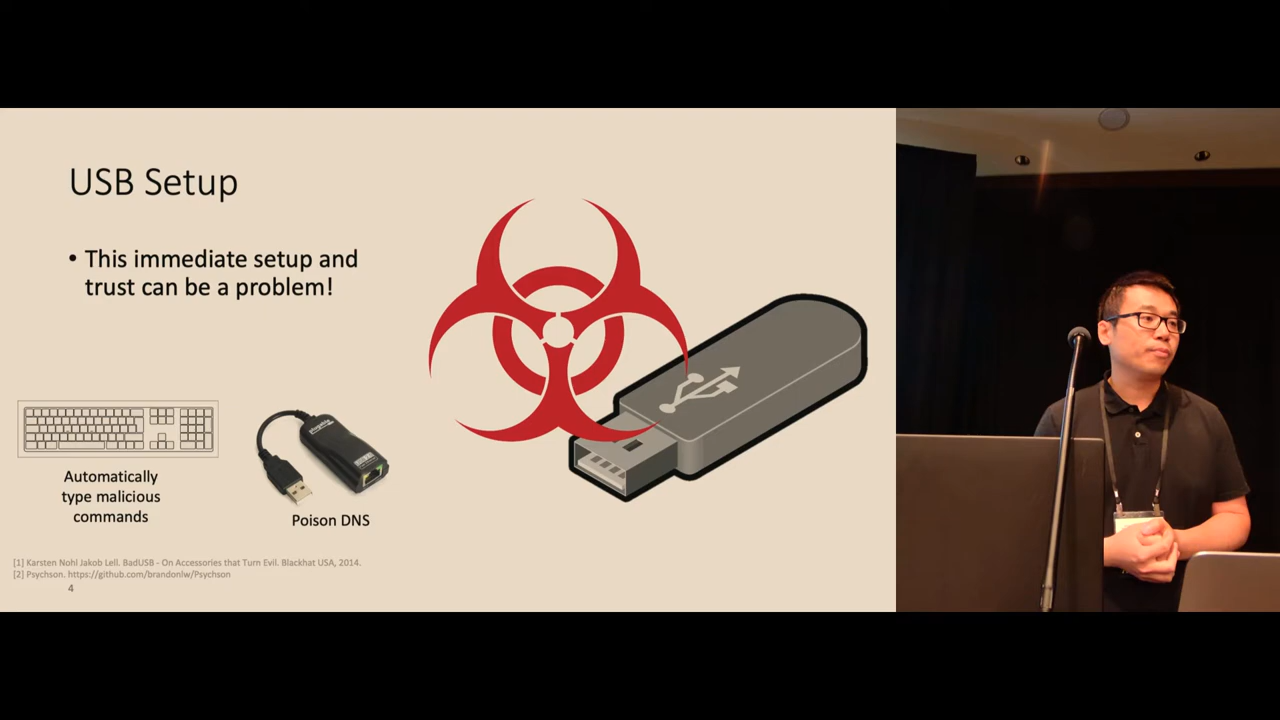 USB Setup
• This immediate setup and
trust can be a problem!
Automatically
type malicious
commands
Poison DNS
[1] Karsten Nohl Jakob Lell. BadUSB - On Accessories that Turn Evil. Blackhat USA, 2014.
[2] Psychson. https://github.com/brandonlw/Psychson
4